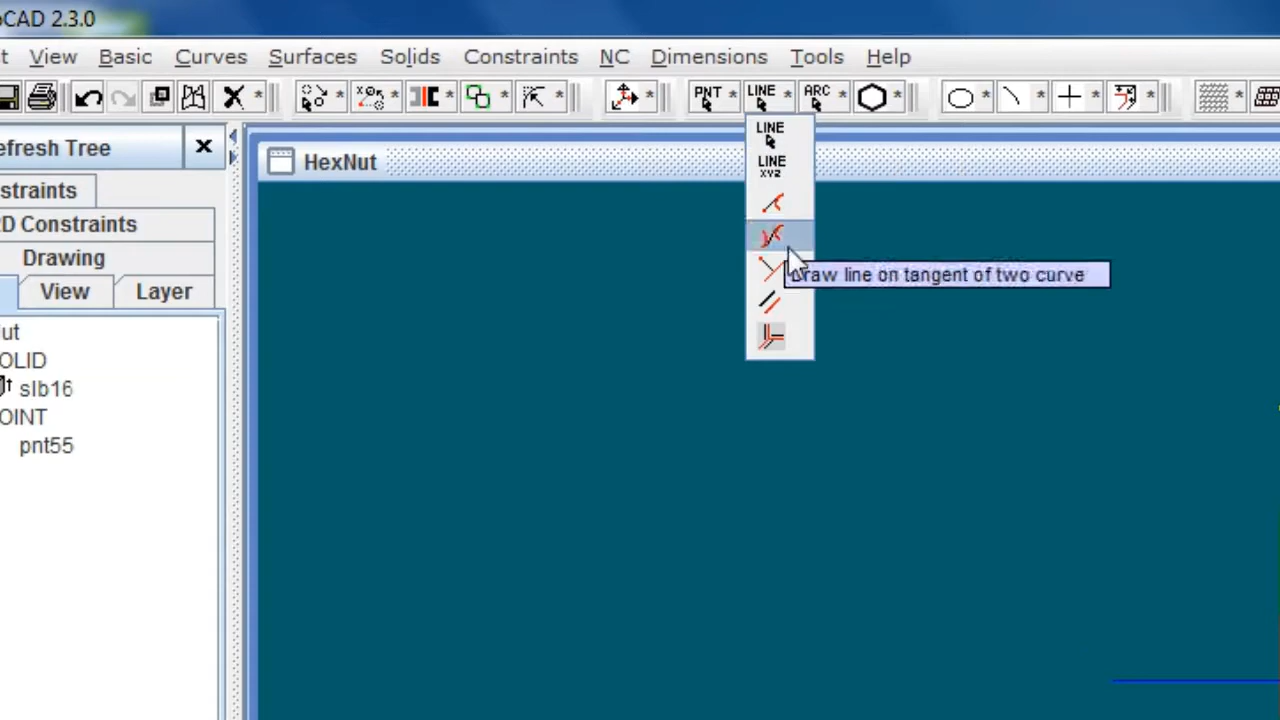 oCAD 2.3.0
t View Basic Curves Surfaces Solids Constraints NC Dimensions Tools Help
PNT LINE ARC
efresh Tree
HexNut
LINE
LINE
XYZ
straints
D Constraints
Drawing
View Layer
Draw line on tangent of two curve
ut
OLID
slb16
OINT
pnt55